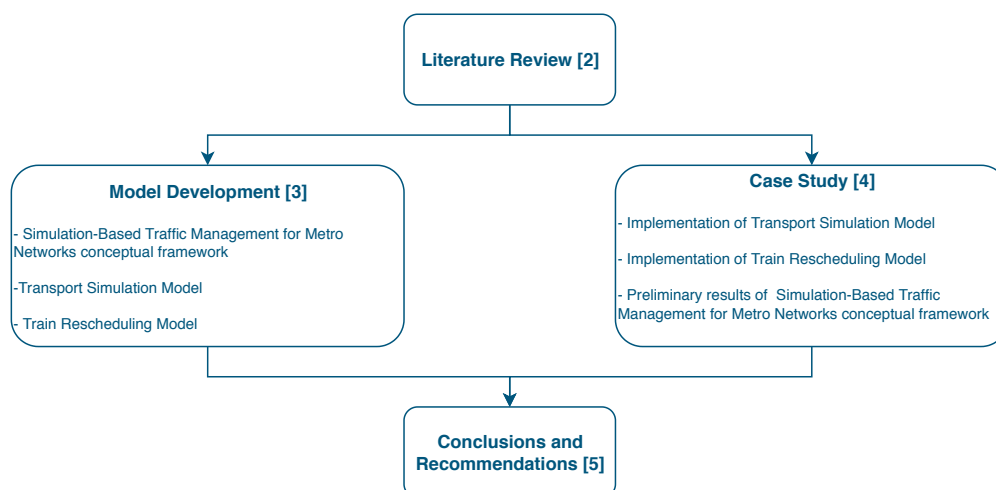 Literature Review [2]
Model Development [3]
- Simulation-Based Traffic Management for Metro
Networks conceptual framework
-Transport Simulation Model
- Train Rescheduling Model
Case Study [4]
- Implementation of Transport Simulation Model
- Implementation of Train Rescheduling Model
- Preliminary results of  Simulation-Based Traffic
Management for Metro Networks conceptual framework
Conclusions and
Recommendations [5]